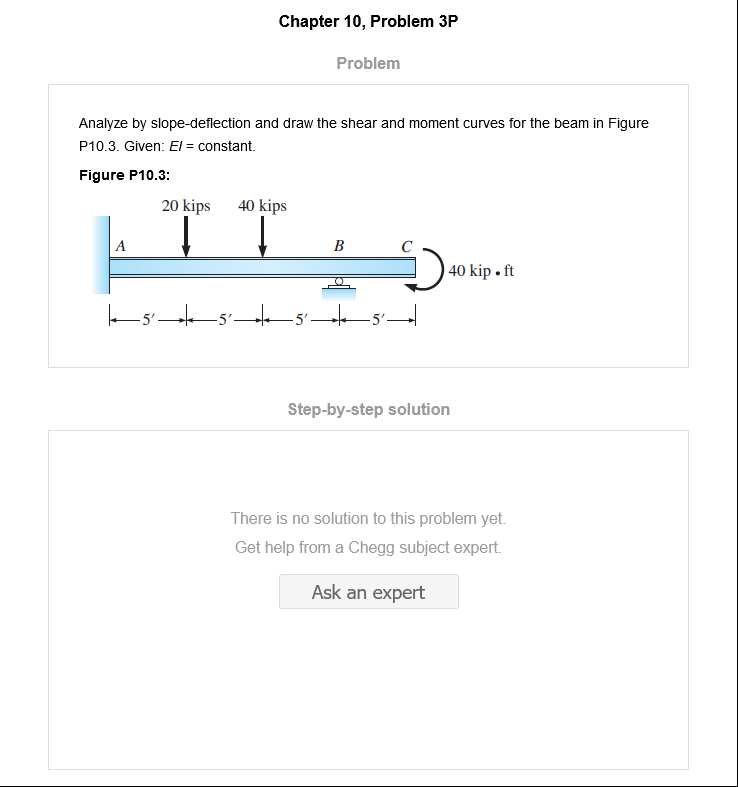 Chapter 10, Problem 3P
Problem
Analyze by slope-deflection and draw the shear and moment curves for the beam in Figure
P10.3. Given: EI = constant.
Figure P10.3:
20 kips 40 kips
A B C
40 kip • ft
5′ 5′ 5′ 5′
Step-by-step solution
There is no solution to this problem yet.
Get help from a Chegg subject expert.
Ask an expert